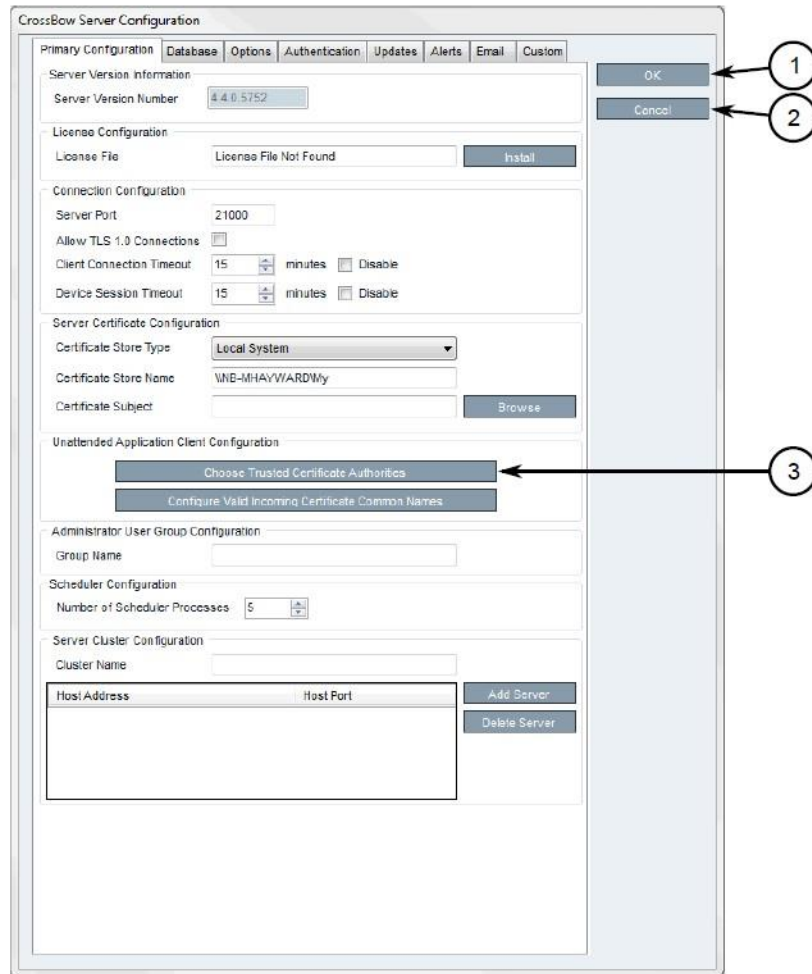 CrossBow Server Configuration
Primary Configuration Database Options Authentication Updates Alerts Email Custom
Server Version Information
Server Version Number 4.4.0.5752
OK 1
Cancel 2
License Configuration
License File License File Not Found Install
Connection Configuration
Server Port 21000
Allow TLS 1.0 Connections
Client Connection Timeout 15 minutes Disable
Device Session Timeout 15 minutes Disable
Server Certificate Configuration
Certificate Store Type Local System
Certificate Store Name \\NB-MHAYWARD\My
Certificate Subject Browse
Unattended Application Client Configuration
Choose Trusted Certificate Authorities 3
Configure Valid Incoming Certificate Common Names
Administrator User Group Configuration
Group Name
Scheduler Configuration
Number of Scheduler Processes 5
Server Cluster Configuration
Cluster Name
Host Address Host Port Add Server
Delete Server